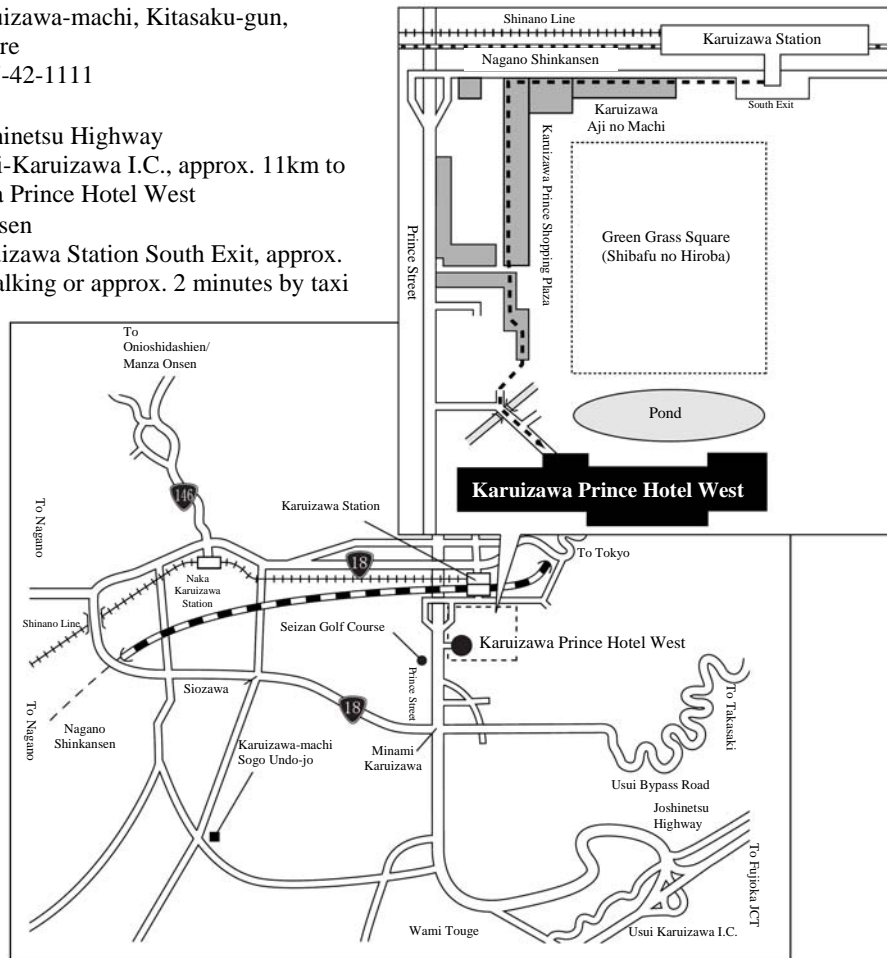 uizawa-machi, Kitasaku-gun,
re
-42-1111
hinetsu Highway
i-Karuizawa I.C., approx. 11km to
a Prince Hotel West
sen
uizawa Station South Exit, approx.
alking or approx. 2 minutes by taxi
Shinano Line
Karuizawa Station
Nagano Shinkansen
South Exit
Karuizawa
Aji no Machi
Karuizawa Prince Shopping Plaza
Prince Street
Green Grass Square
(Shibafu no Hiroba)
Pond
Karuizawa Prince Hotel West
To
Onioshidashien/
Manza Onsen
To Nagano
146
Karuizawa Station
18
To Tokyo
Naka
Karuizawa
Station
Shinano Line
Seizan Golf Course
Karuizawa Prince Hotel West
Prince Street
Siozawa
To Nagano
Nagano
Shinkansen
18
To Takasaki
Karuizawa-machi
Sogo Undo-jo
Minami
Karuizawa
Usui Bypass Road
Joshinetsu
Highway
To Fujioka JCT
Wami Touge
Usui Karuizawa I.C.